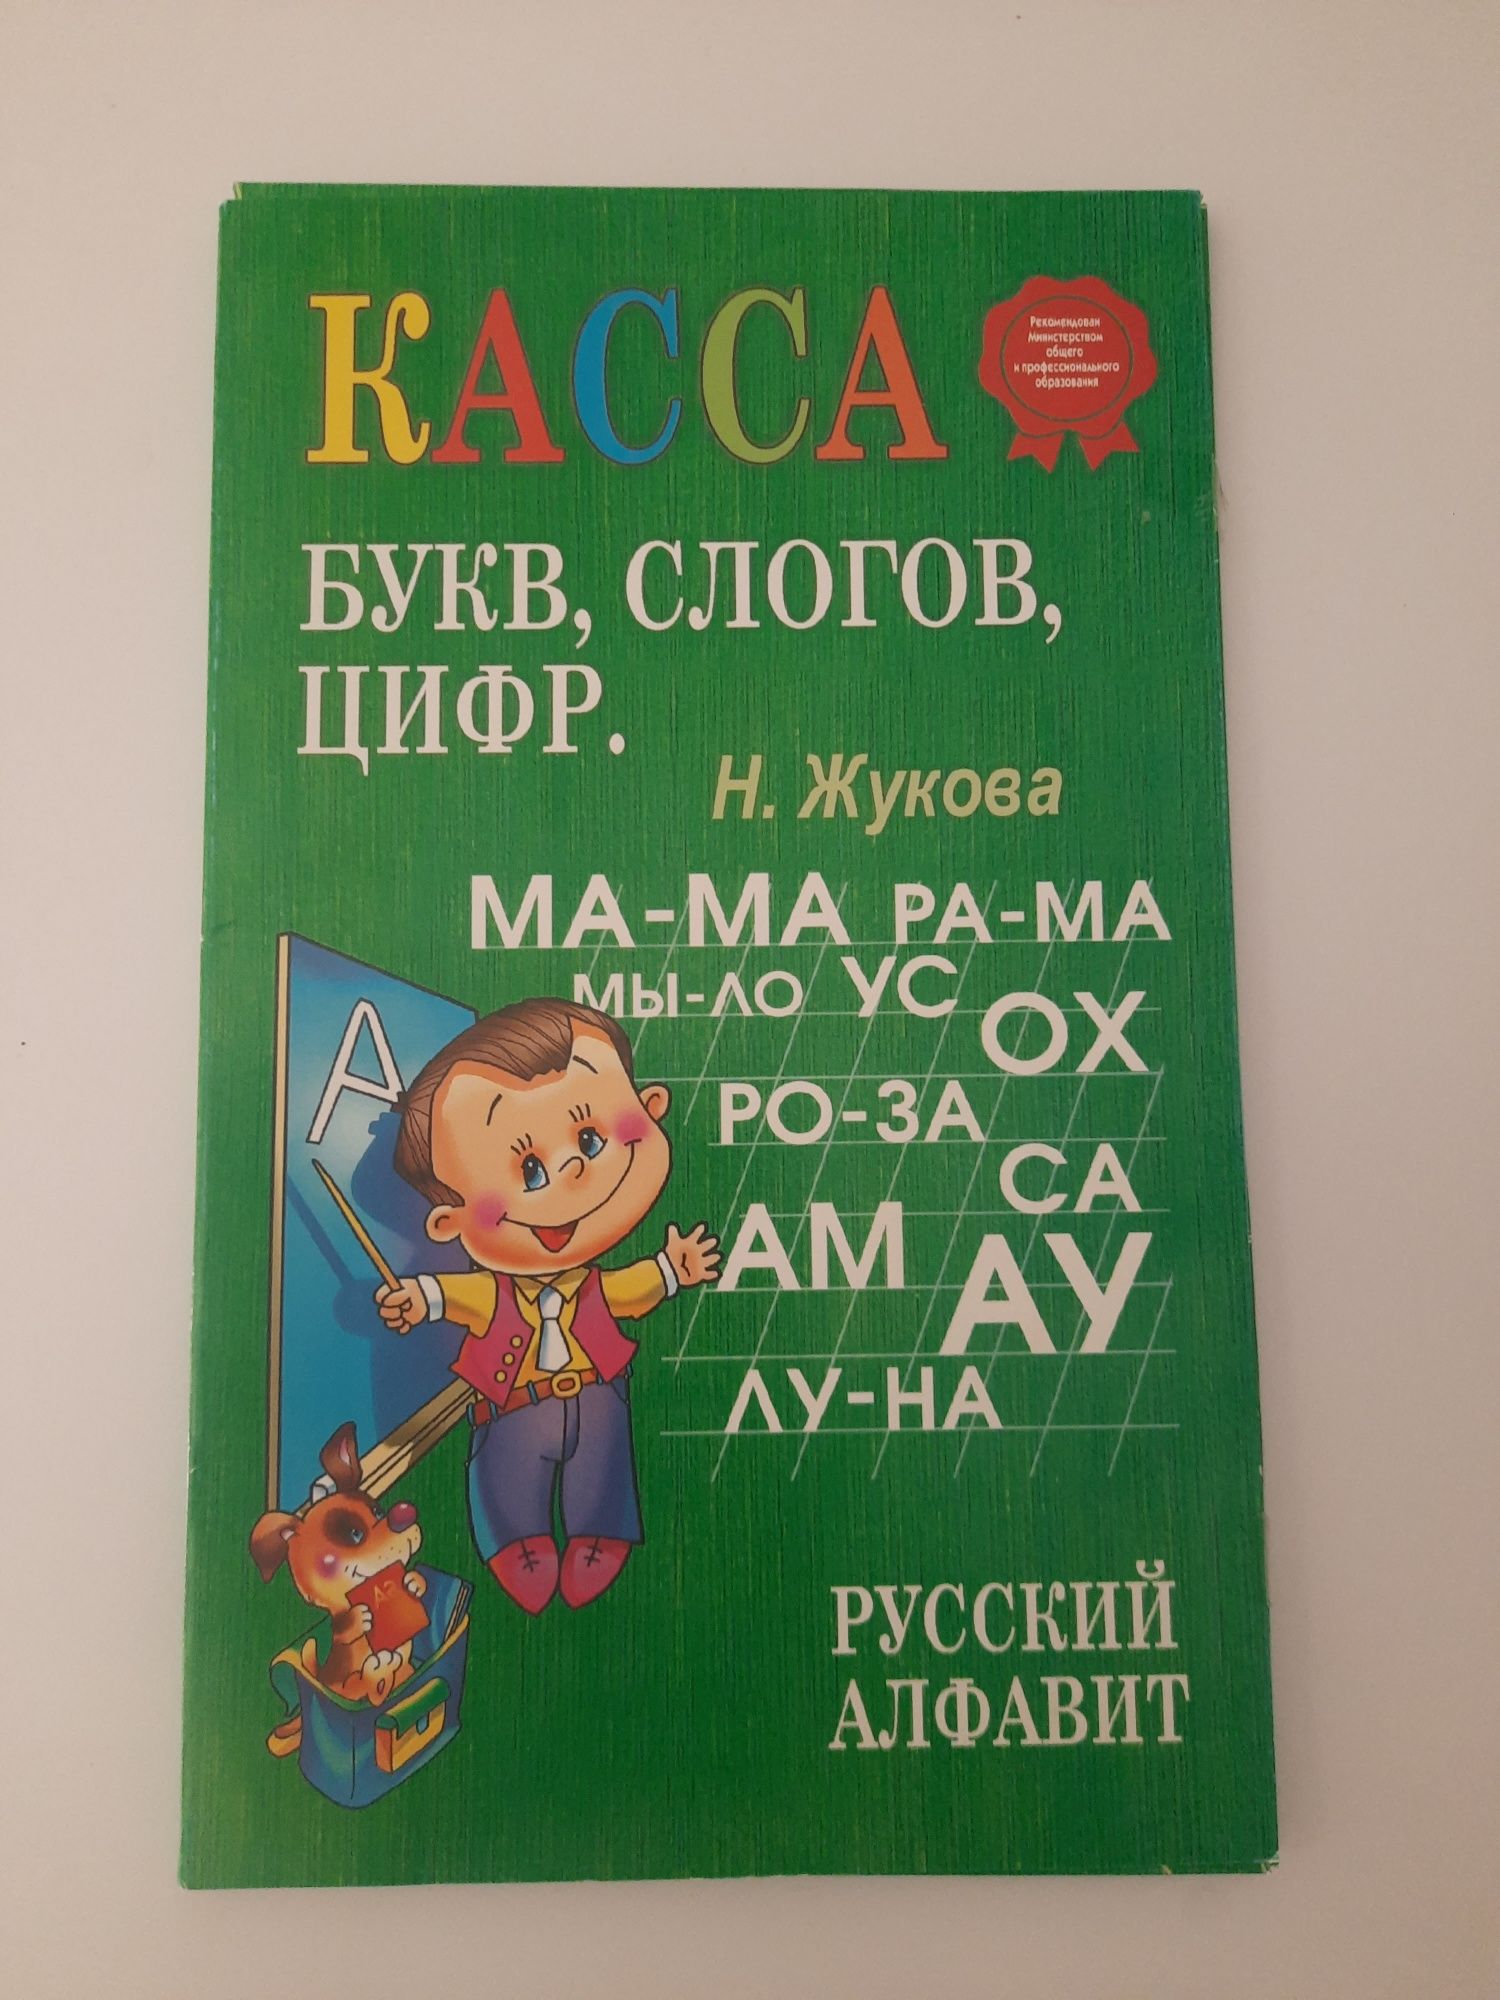 КАССА
Рекомендован
Министерством
общего
и профессионального
образования
БУКВ, СЛОГОВ,
ЦИФР.
Н. Жукова
МА-МА РА-МА
МЫ-ЛО УС
ОХ
РО-ЗА
СА
АМ
АУ
ЛУ-НА
А
РУССКИЙ
АЛФАВИТ